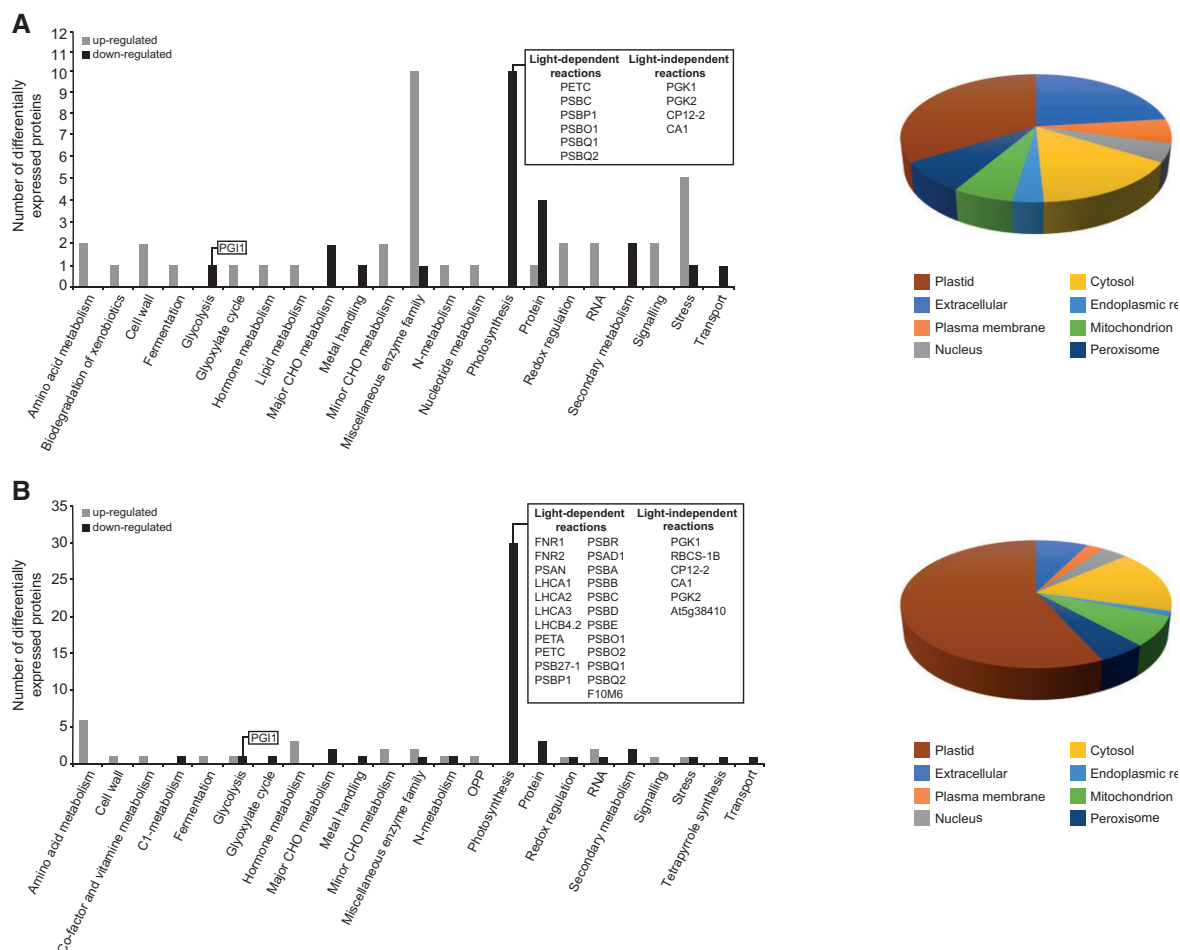 A
up-regulated
down-regulated
Number of differentially
expressed proteins
12
11
10
9
8
7
6
5
4
3
2
1
0
PGI1
Light-dependent
reactions
PETC
PSBC
PSBP1
PSBO1
PSBQ1
PSBQ2
Light-independent
reactions
PGK1
PGK2
CP12-2
CA1
Amino acid metabolism
Biodegradation of xenobiotics
Cell wall
Fermentation
Glycolysis
Glyoxylate cycle
Hormone metabolism
Lipid metabolism
Major CHO metabolism
Metal handling
Minor CHO metabolism
Miscellaneous enzyme family
N-metabolism
Nucleotide metabolism
Photosynthesis
Protein
Redox regulation
RNA
Secondary metabolism
Signalling
Stress
Transport
Plastid
Extracellular
Plasma membrane
Nucleus
Cytosol
Endoplasmic re
Mitochondrion
Peroxisome
B
up-regulated
down-regulated
Number of differentially
expressed proteins
35
30
25
20
15
10
5
0
PGI1
Light-dependent
reactions
FNR1 PSBR
FNR2 PSAD1
PSAN PSBA
LHCA1 PSBB
LHCA2 PSBC
LHCA3 PSBD
LHCB4.2 PSBE
PETA PSBO1
PETC PSBO2
PSB27-1 PSBQ1
PSBP1 PSBQ2
F10M6
Light-independent
reactions
PGK1
RBCS-1B
CP12-2
CA1
PGK2
At5g38410
Amino acid metabolism
Cell wall
Co-factor and vitamine metabolism
C1-metabolism
Fermentation
Glycolysis
Glyoxylate cycle
Hormone metabolism
Major CHO metabolism
Metal handling
Minor CHO metabolism
Miscellaneous enzyme family
N-metabolism
OPP
Photosynthesis
Protein
Redox regulation
RNA
Secondary metabolism
Signalling
Stress
Tetrapyrrole synthesis
Transport
Plastid
Extracellular
Plasma membrane
Nucleus
Cytosol
Endoplasmic re
Mitochondrion
Peroxisome